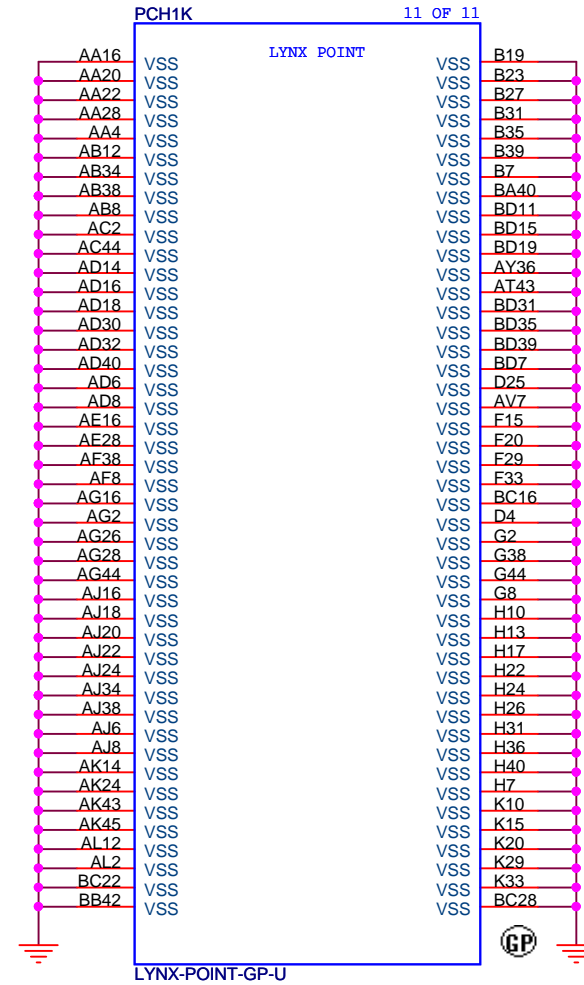 PCH1K 11 OF 11
LYNX POINT
AA16 VSS VSS B19
AA20 VSS VSS B23
AA22 VSS VSS B27
AA28 VSS VSS B31
AA4 VSS VSS B35
AB12 VSS VSS B39
AB34 VSS VSS B7
AB38 VSS VSS BA40
AB8 VSS VSS BD11
AC2 VSS VSS BD15
AC44 VSS VSS BD19
AD14 VSS VSS AY36
AD16 VSS VSS AT43
AD18 VSS VSS BD31
AD30 VSS VSS BD35
AD32 VSS VSS BD39
AD40 VSS VSS BD7
AD6 VSS VSS D25
AD8 VSS VSS AV7
AE16 VSS VSS F15
AE28 VSS VSS F20
AF38 VSS VSS F29
AF8 VSS VSS F33
AG16 VSS VSS BC16
AG2 VSS VSS D4
AG26 VSS VSS G2
AG28 VSS VSS G38
AG44 VSS VSS G44
AJ16 VSS VSS G8
AJ18 VSS VSS H10
AJ20 VSS VSS H13
AJ22 VSS VSS H17
AJ24 VSS VSS H22
AJ34 VSS VSS H24
AJ38 VSS VSS H26
AJ6 VSS VSS H31
AJ8 VSS VSS H36
AK14 VSS VSS H40
AK24 VSS VSS H7
AK43 VSS VSS K10
AK45 VSS VSS K15
AL12 VSS VSS K20
AL2 VSS VSS K29
BC22 VSS VSS K33
BB42 VSS VSS BC28
GP
LYNX-POINT-GP-U